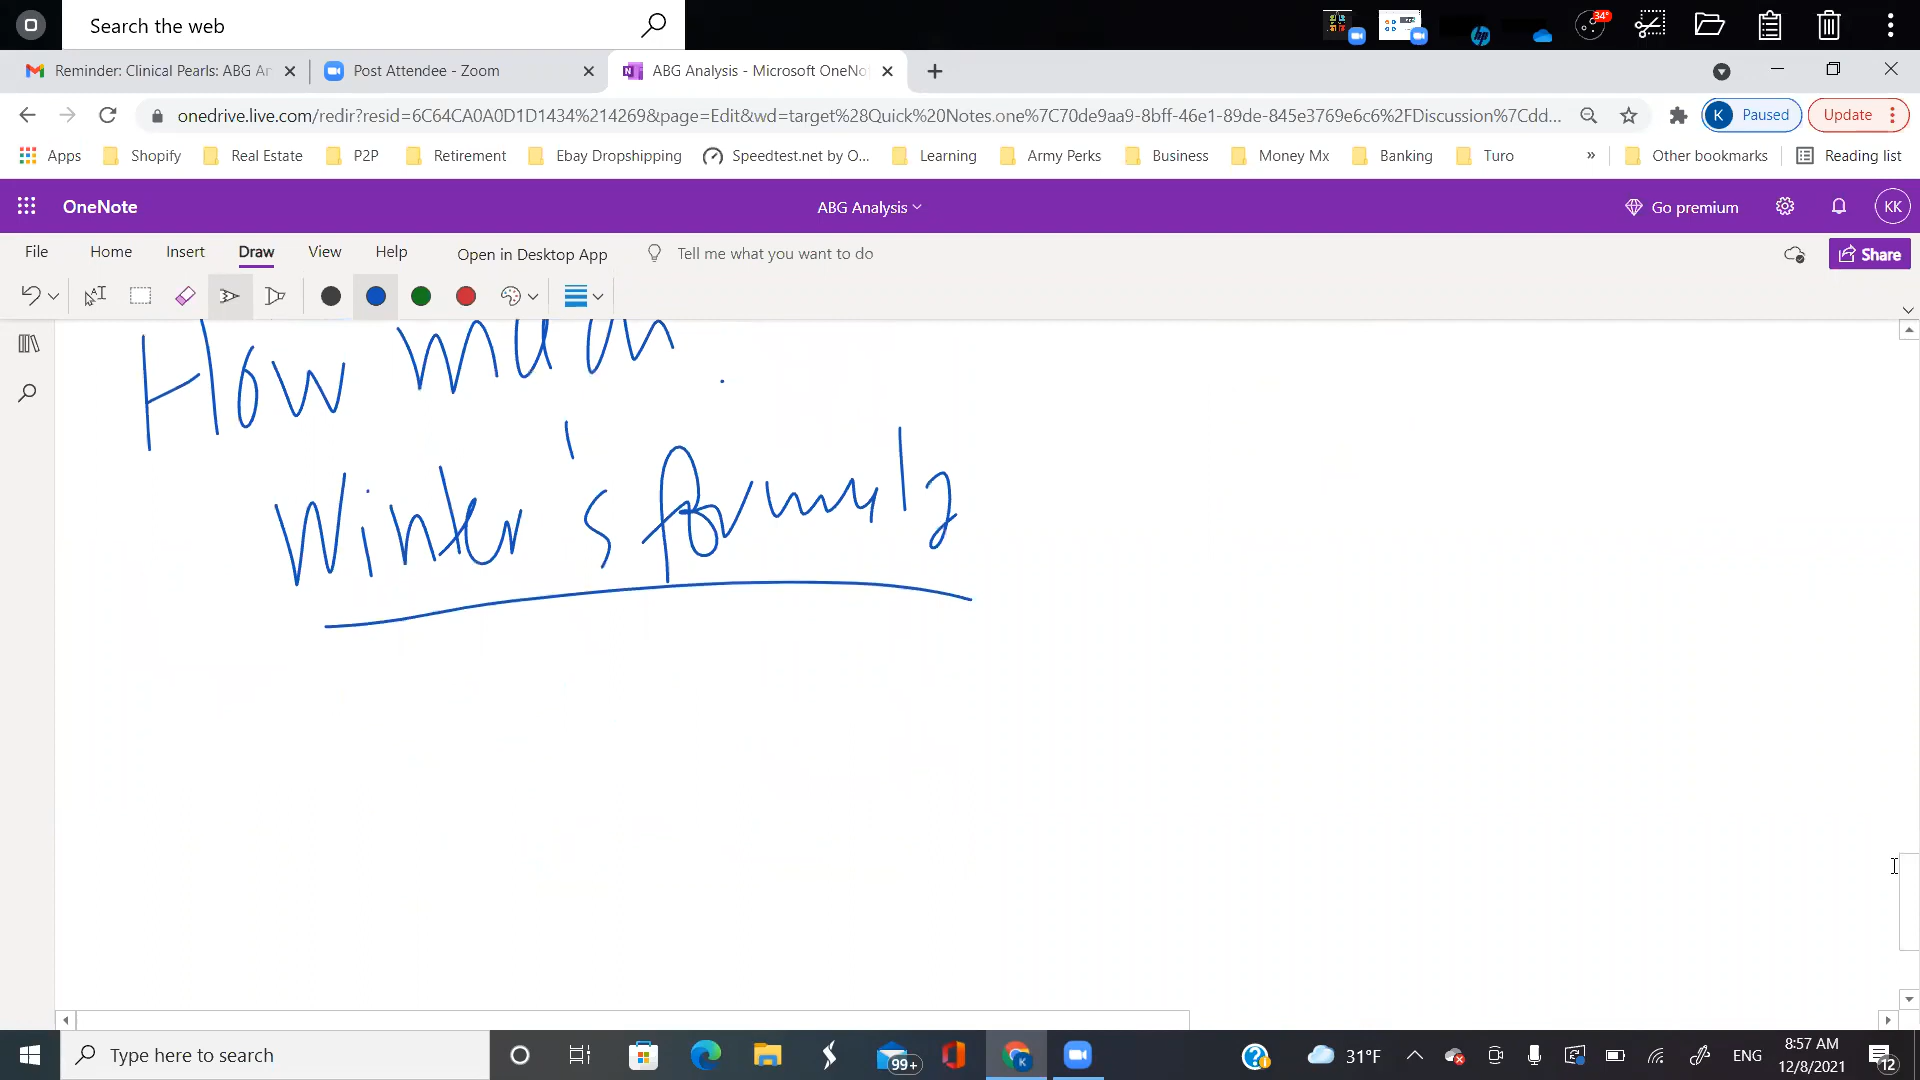 Search the web
34°
Reminder: Clinical Pearls: ABG Ar
Post Attendee - Zoom
ABG Analysis - Microsoft OneNo
onedrive.live.com/redir?resid=6C64CA0A0D1D1434%214269&page=Edit&wd=target%28Quick%20Notes.one%7C70de9aa9-8bff-46e1-89de-845e3769e6c6%2FDiscussion%7Cdd...
K Paused
Update
Apps Shopify Real Estate P2P Retirement Ebay Dropshipping Speedtest.net by O... Learning Army Perks Business Money Mx Banking Turo » Other bookmarks Reading list
OneNote
ABG Analysis
Go premium
KK
File Home Insert Draw View Help Open in Desktop App Tell me what you want to do
Share
How much
Winter's formula
Type here to search
99+
K
31°F
ENG
8:57 AM
12/8/2021
12